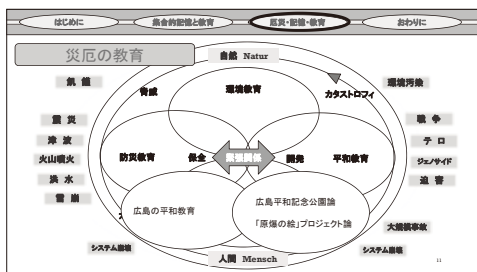 はじめに
集合的記憶と教育
厄災・記憶・教育
おわりに
災厄の教育
自然 Natur
飢 饉
脅威
環境教育
カタストロフィ
環境汚染
震 災
津 波
火山噴火
洪 水
雪 崩
戦 争
テ ロ
ジェノサイド
迫 害
防災教育
保全
開発
平和教育
広島の平和教育
広島平和記念公園論
「原爆の絵」プロジェクト論
大規模事故
システム崩壊
システム崩壊
人間 Mensch
11